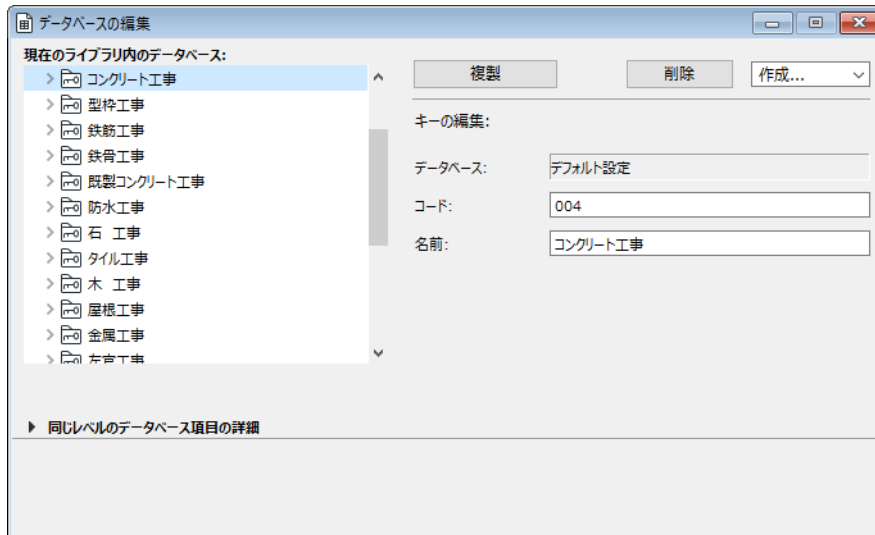 データベースの編集
現在のライブラリ内のデータベース:
コンクリート工事
型枠工事
鉄筋工事
鉄骨工事
既製コンクリート工事
防水工事
石 工事
タイル工事
木 工事
屋根工事
金属工事
左官工事
複製
削除
作成...
キーの編集:
データベース: デフォルト設定
コード: 004
名前: コンクリート工事
同じレベルのデータベース項目の詳細